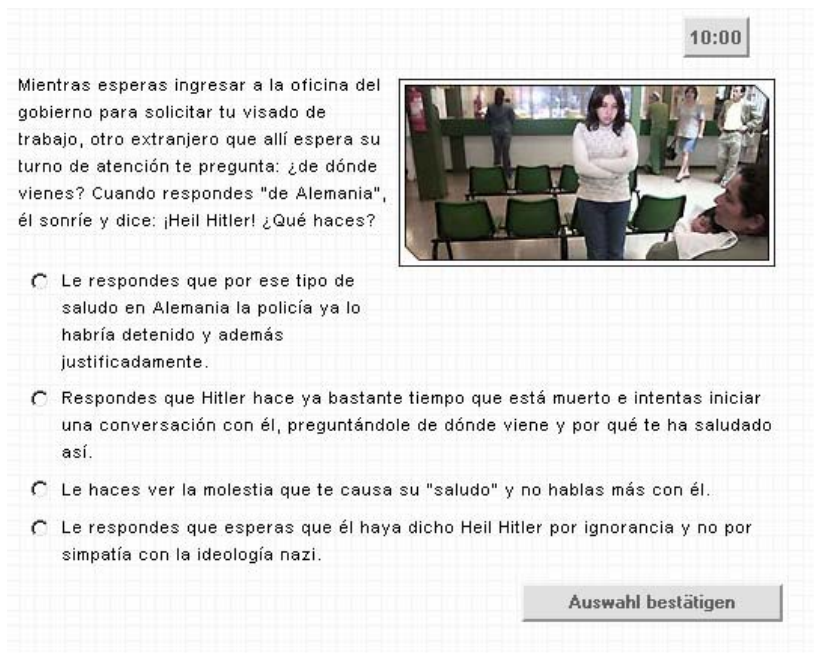 10:00
Mientras esperas ingresar a la oficina del
gobierno para solicitar tu visado de
trabajo, otro extranjero que allí espera su
turno de atención te pregunta: ¿de dónde
vienes? Cuando respondes "de Alemania",
él sonríe y dice: ¡Heil Hitler! ¿Qué haces?
Le respondes que por ese tipo de
saludo en Alemania la policía ya lo
habría detenido y además
justificadamente.
Respondes que Hitler hace ya bastante tiempo que está muerto e intentas iniciar
una conversación con él, preguntándole de dónde viene y por qué te ha saludado
así.
Le haces ver la molestia que te causa su "saludo" y no hablas más con él.
Le respondes que esperas que él haya dicho Heil Hitler por ignorancia y no por
simpatía con la ideología nazi.
Auswahl bestätigen